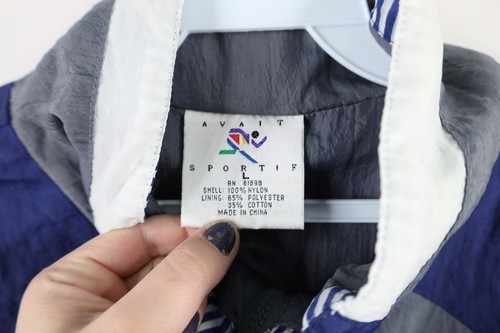 AVAIT
SPORTIF
L
RN 61098
SHELL: 100% NYLON
LINING: 65% POLYESTER
35% COTTON
MADE IN CHINA